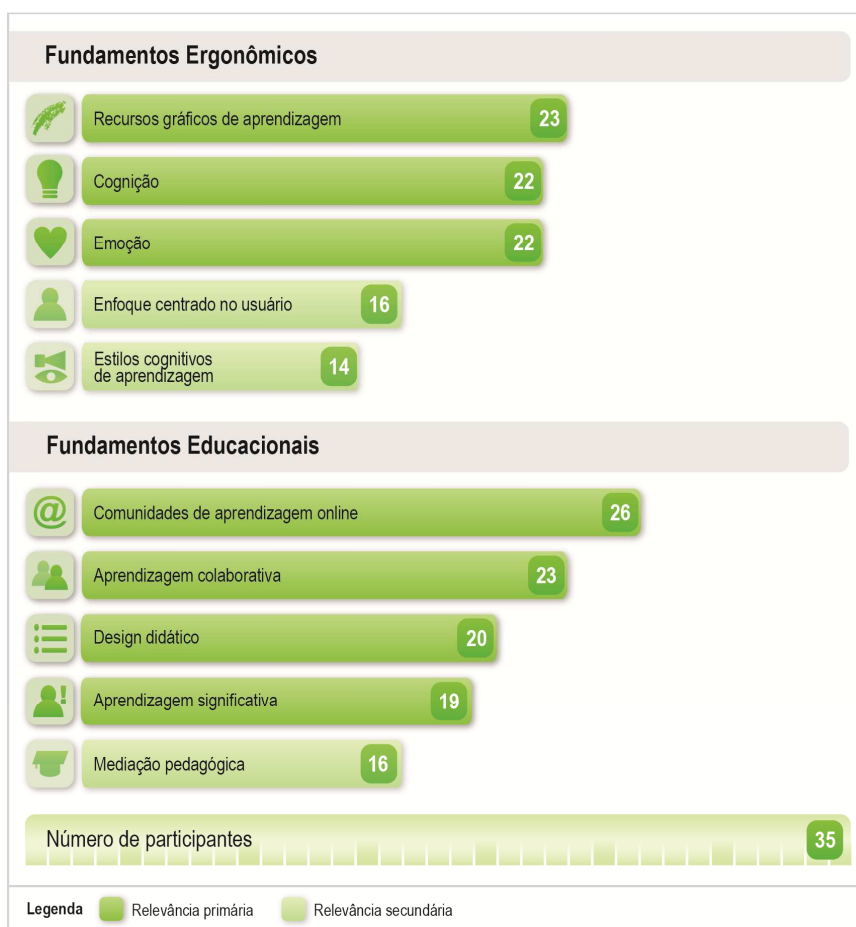 Fundamentos Ergonômicos
Recursos gráficos de aprendizagem 23
Cognição 22
Emoção 22
Enfoque centrado no usuário 16
Estilos cognitivos
de aprendizagem 14
Fundamentos Educacionais
@ Comunidades de aprendizagem online 26
Aprendizagem colaborativa 23
Design didático 20
Aprendizagem significativa 19
Mediação pedagógica 16
Número de participantes 35
Legenda Relevância primária Relevância secundária